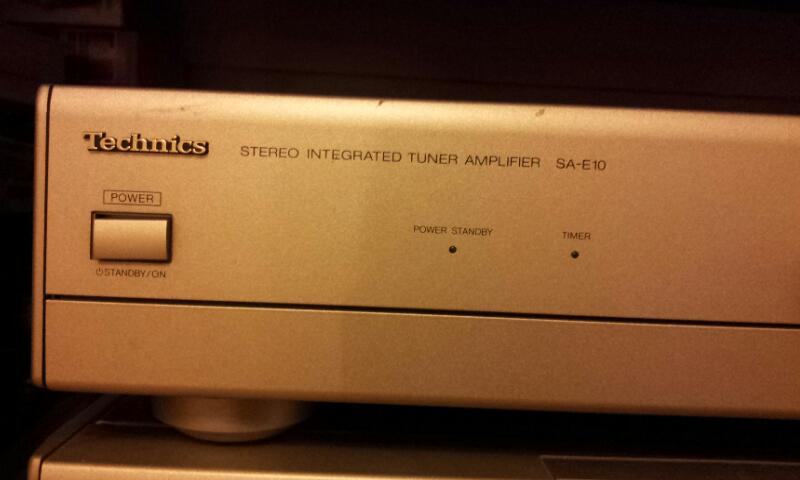 Technics
STEREO INTEGRATED TUNER AMPLIFIER SA-E10
POWER
POWER STANDBY
TIMER
⏻STANDBY/ON